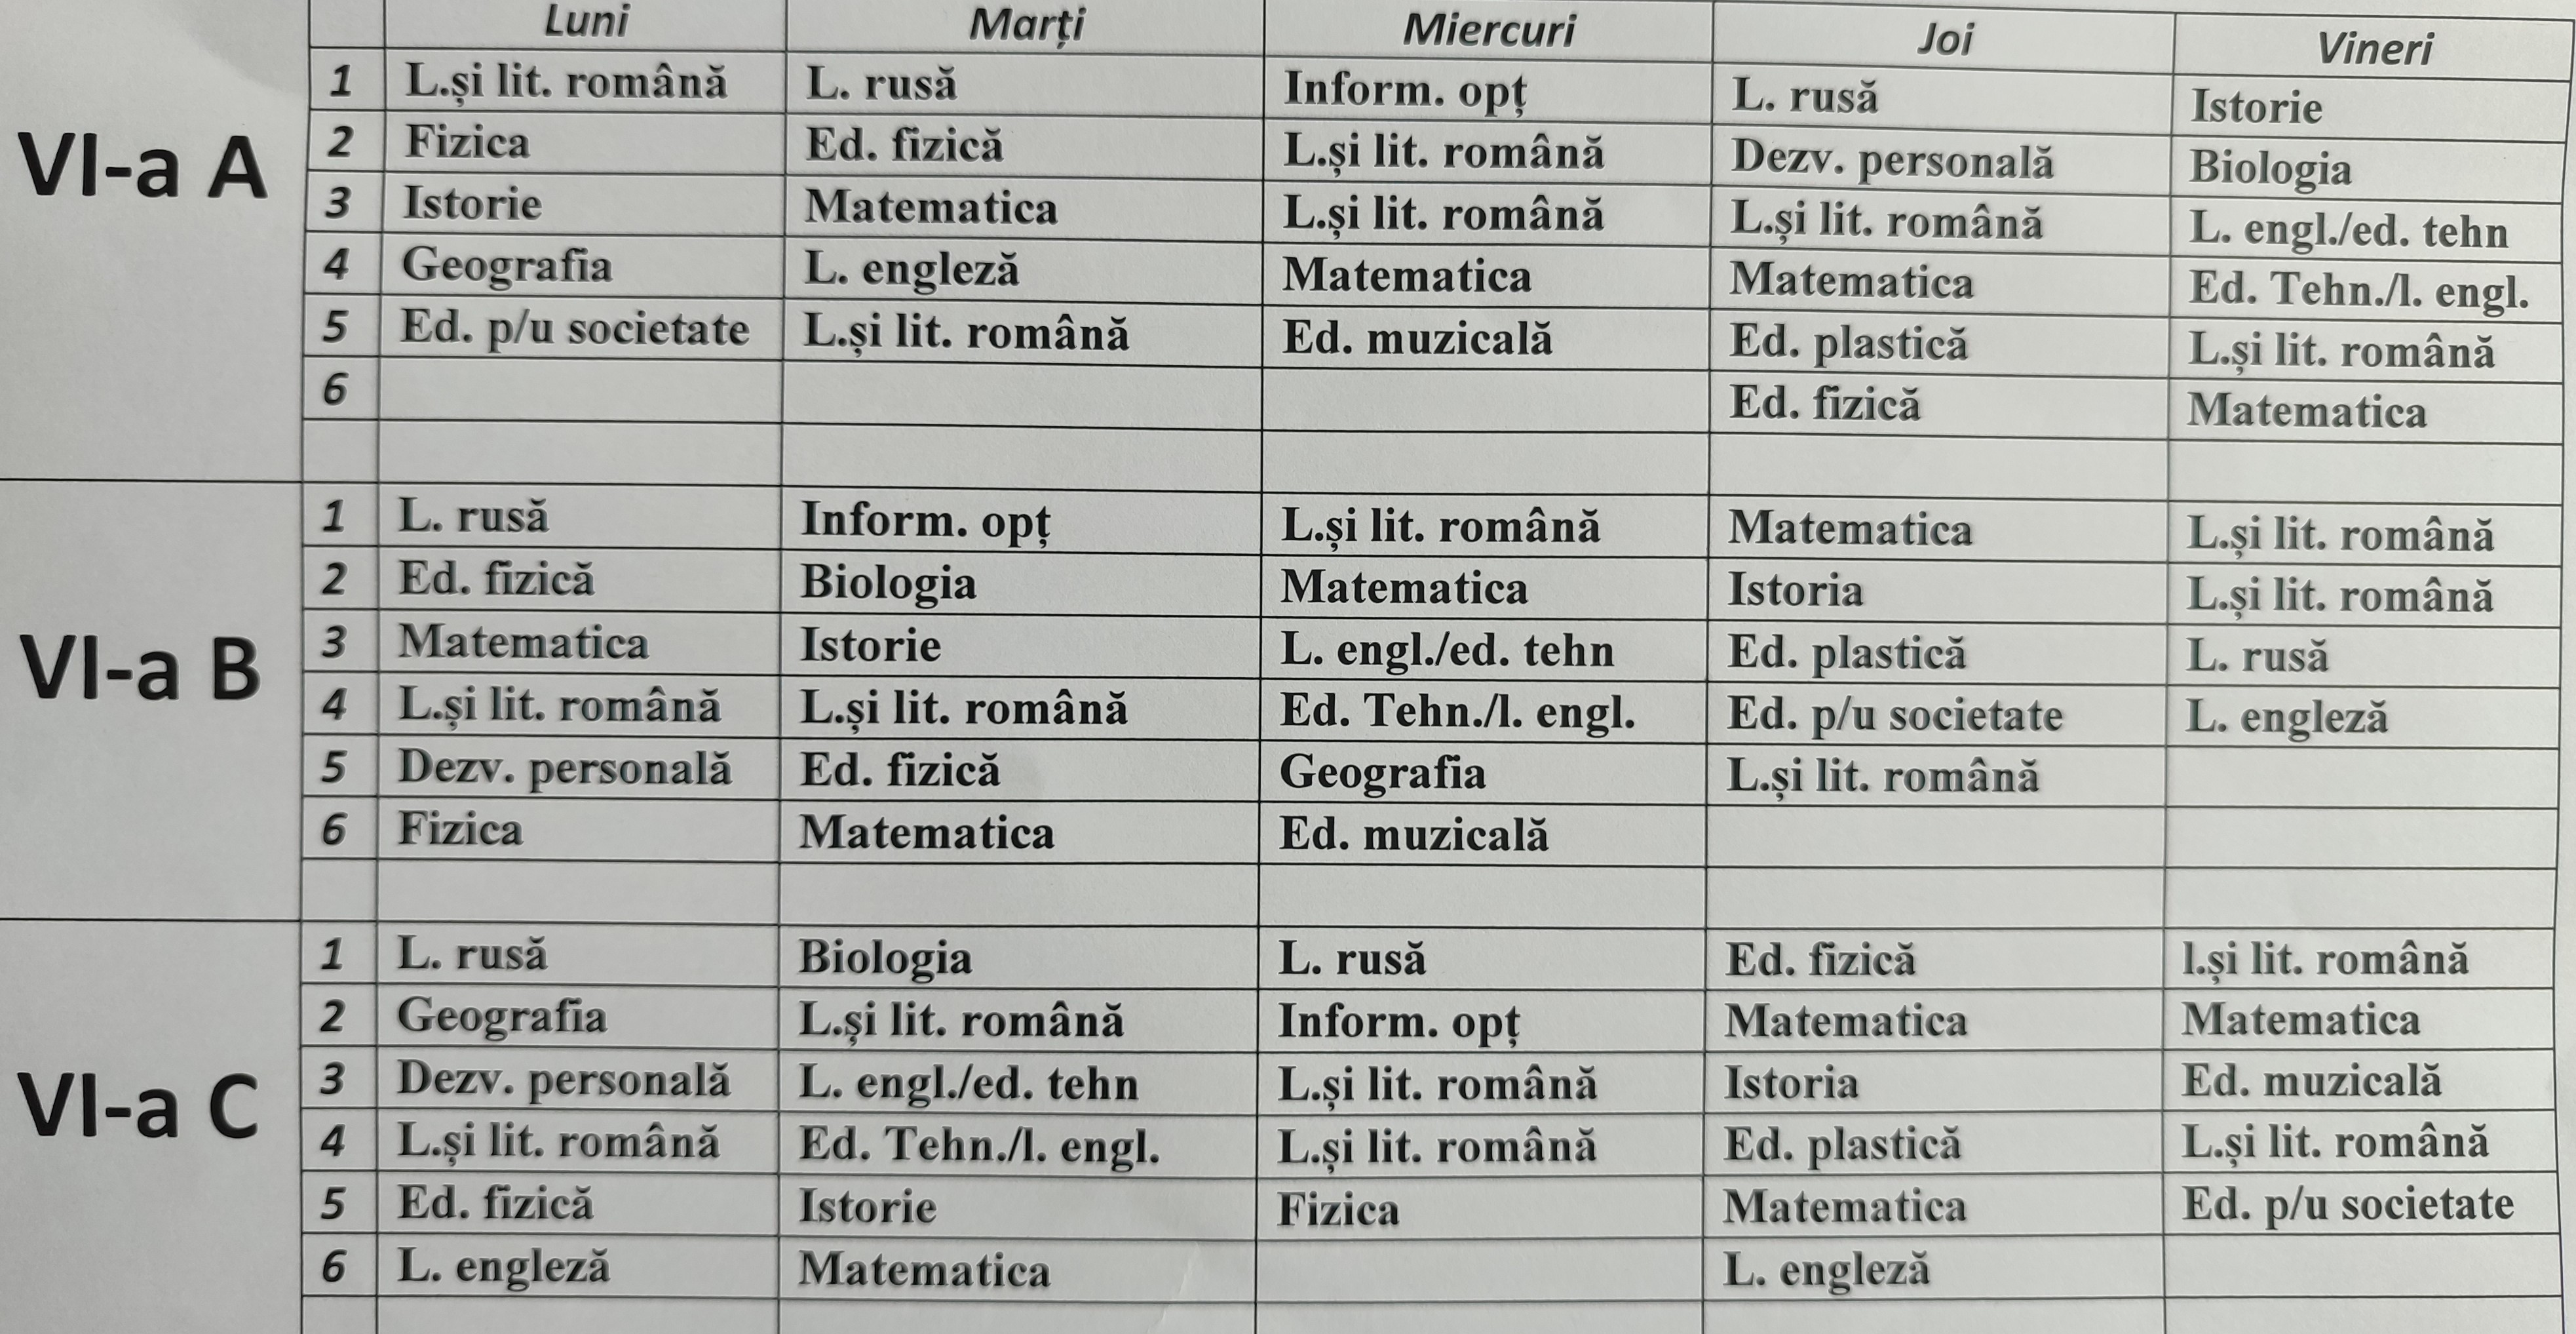 Luni Marți Miercuri Joi Vineri
VI-a A
1 L.și lit. română L. rusă Inform. opț L. rusă Istorie
2 Fizica Ed. fizică L.și lit. română Dezv. personală Biologia
3 Istorie Matematica L.și lit. română L.și lit. română L. engl./ed. tehn
4 Geografia L. engleză Matematica Matematica Ed. Tehn./l. engl.
5 Ed. p/u societate L.și lit. română Ed. muzicală Ed. plastică L.și lit. română
6 Ed. fizică Matematica
VI-a B
1 L. rusă Inform. opț L.și lit. română Matematica L.și lit. română
2 Ed. fizică Biologia Matematica Istoria L.și lit. română
3 Matematica Istorie L. engl./ed. tehn Ed. plastică L. rusă
4 L.și lit. română L.și lit. română Ed. Tehn./l. engl. Ed. p/u societate L. engleză
5 Dezv. personală Ed. fizică Geografia L.și lit. română
6 Fizica Matematica Ed. muzicală
VI-a C
1 L. rusă Biologia L. rusă Ed. fizică l.și lit. română
2 Geografia L.și lit. română Inform. opț Matematica Matematica
3 Dezv. personală L. engl./ed. tehn L.și lit. română Istoria Ed. muzicală
4 L.și lit. română Ed. Tehn./l. engl. L.și lit. română Ed. plastică L.și lit. română
5 Ed. fizică Istorie Fizica Matematica Ed. p/u societate
6 L. engleză Matematica L. engleză